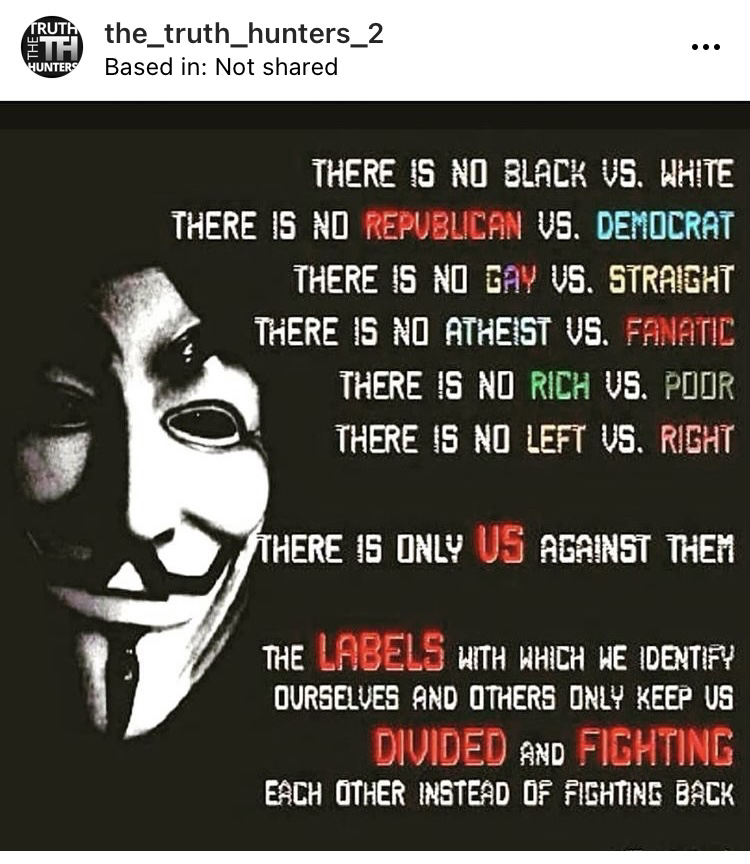 TRUTH
THE TH
HUNTERS
the_truth_hunters_2
Based in: Not shared
THERE IS NO BLACK VS. WHITE
THERE IS NO REPUBLICAN VS. DEMOCRAT
THERE IS NO GAY VS. STRAIGHT
THERE IS NO ATHEIST VS. FANATIC
THERE IS NO RICH VS. POOR
THERE IS NO LEFT VS. RIGHT
THERE IS ONLY US AGAINST THEM
THE LABELS WITH WHICH WE IDENTIFY
OURSELVES AND OTHERS ONLY KEEP US
DIVIDED AND FIGHTING
EACH OTHER INSTEAD OF FIGHTING BACK